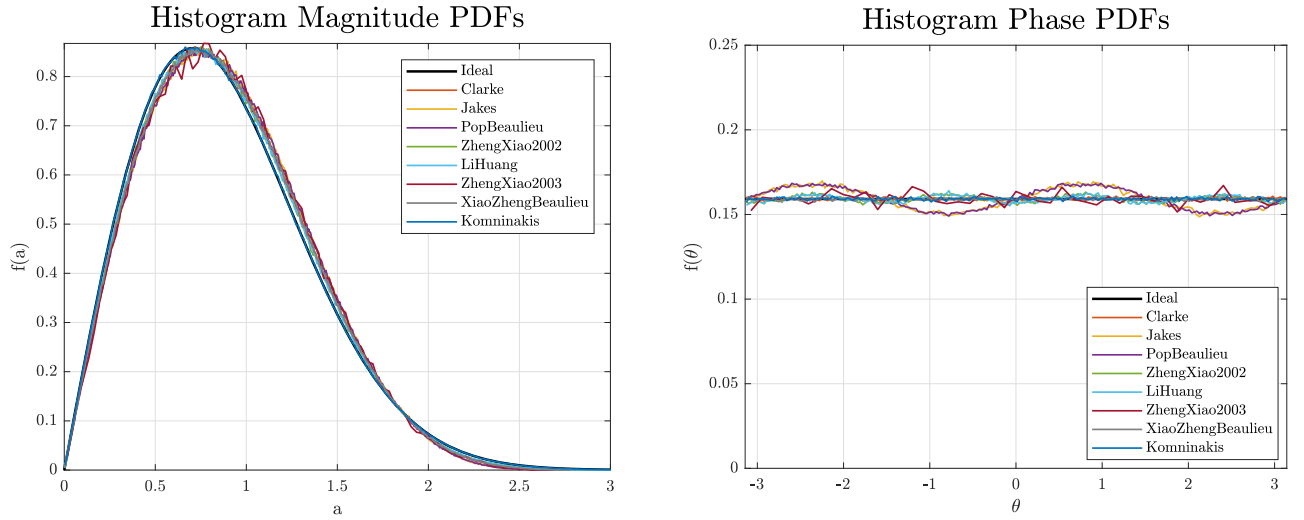 Histogram Magnitude PDFs
f(a)
0.8
0.7
0.6
0.5
0.4
0.3
0.2
0.1
0
0
0.5
1
1.5
2
2.5
3
a
Ideal
Clarke
Jakes
PopBeaulieu
ZhengXiao2002
LiHuang
ZhengXiao2003
XiaoZhengBeaulieu
Komninakis
Histogram Phase PDFs
f(θ)
0.25
0.2
0.15
0.1
0.05
0
-3
-2
-1
0
1
2
3
θ
Ideal
Clarke
Jakes
PopBeaulieu
ZhengXiao2002
LiHuang
ZhengXiao2003
XiaoZhengBeaulieu
Komninakis